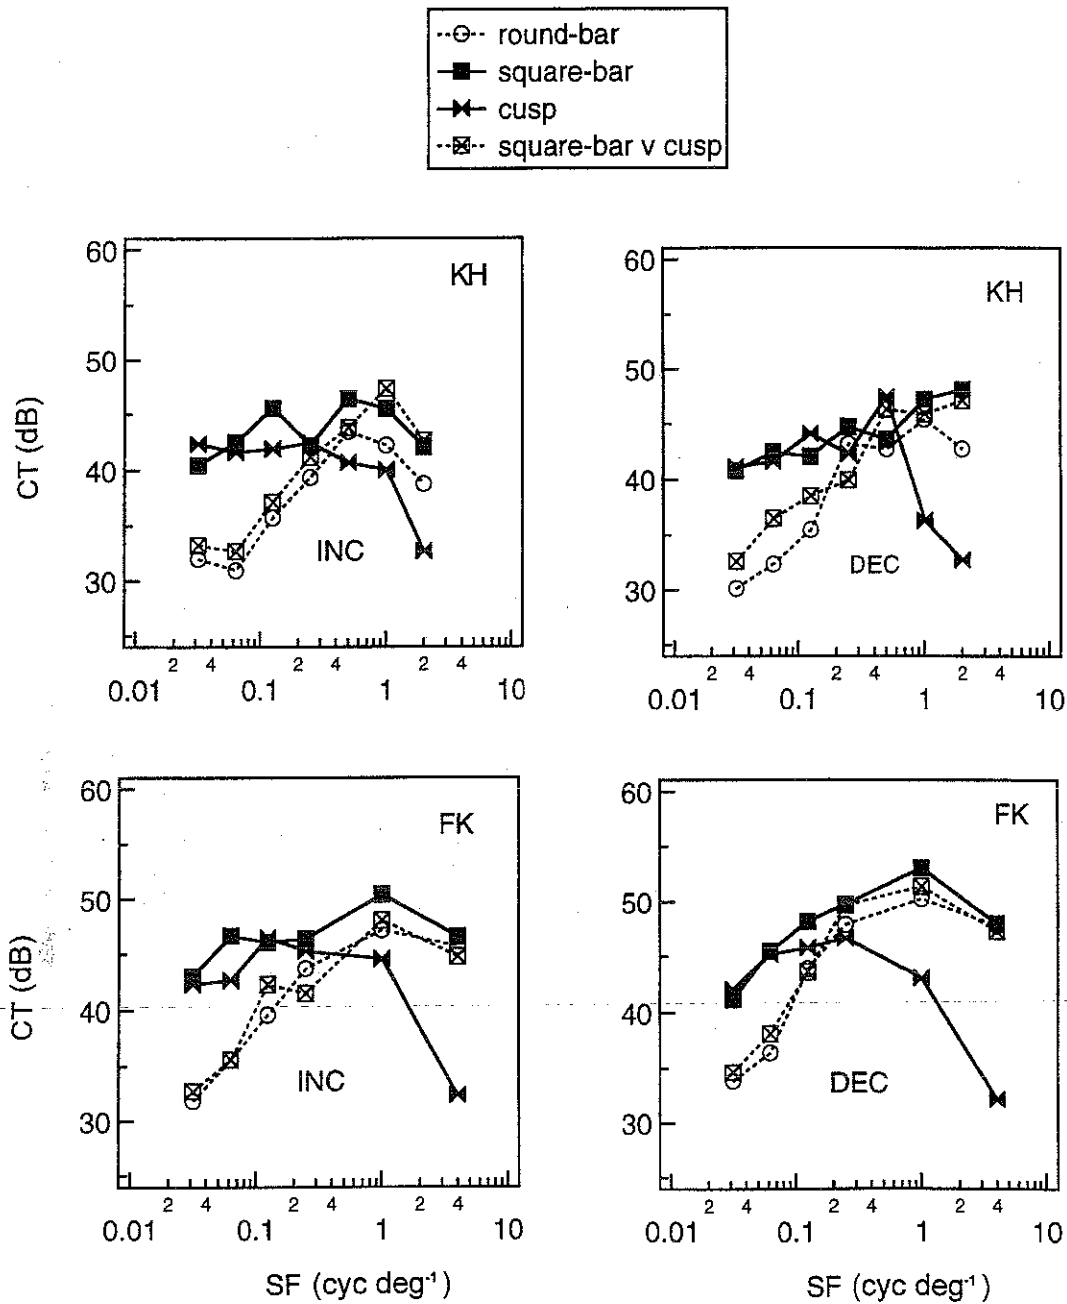 round-bar
square-bar
cusp
square-bar v cusp
60
50
40
30
CT (dB)
KH
INC
2 4 2 4 2 4
0.01 0.1 1 10
60
50
40
30
KH
DEC
2 4 2 4 2 4
0.01 0.1 1 10
60
50
40
30
CT (dB)
FK
INC
2 4 2 4 2 4
0.01 0.1 1 10
SF (cyc deg⁻¹)
60
50
40
30
FK
DEC
2 4 2 4 2 4
0.01 0.1 1 10
SF (cyc deg⁻¹)